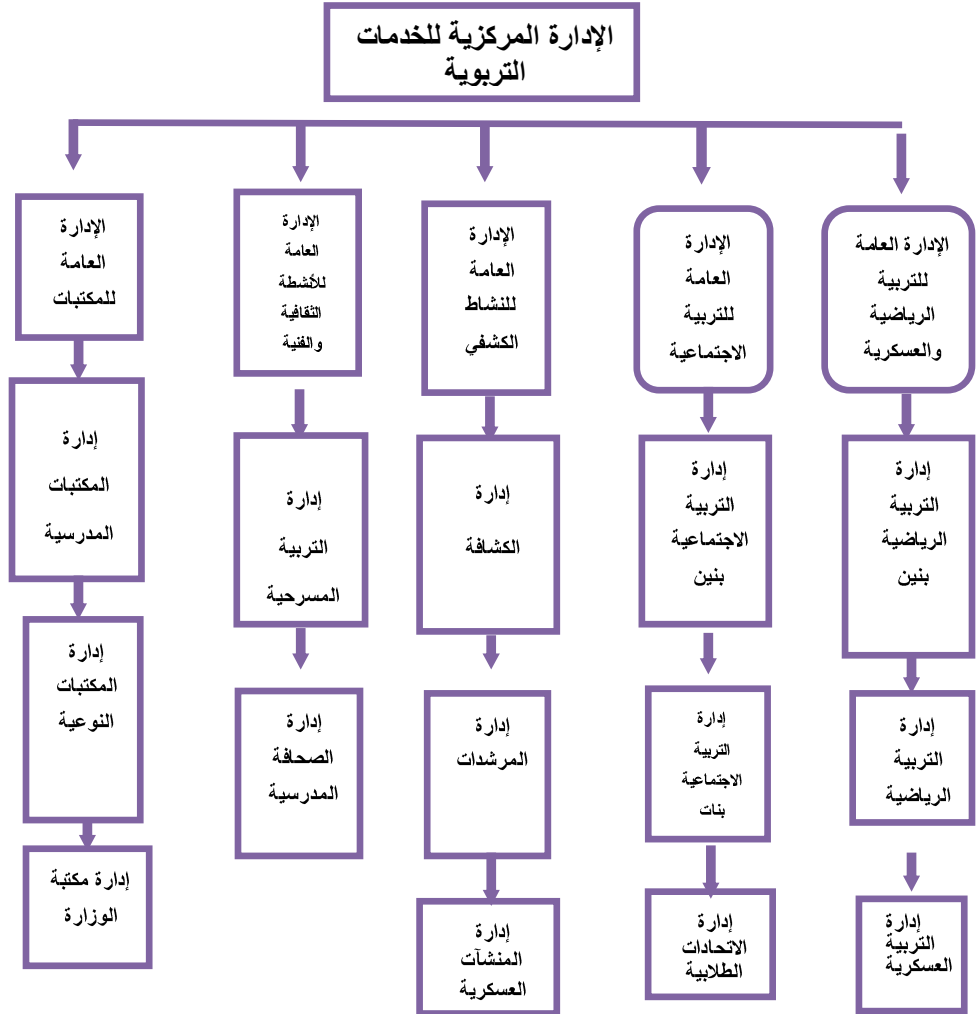 الإدارة المركزية للخدمات
التربوية
الإدارة العامة
للتربية
الرياضية
والعسكرية
إدارة
التربية
الرياضية
بنين
إدارة
التربية
الرياضية
إدارة
التربية
العسكرية
الإدارة
العامة
للتربية
الاجتماعية
إدارة
التربية
الاجتماعية
بنين
إدارة
التربية
الاجتماعية
بنات
إدارة
الاتحادات
الطلابية
الإدارة
العامة
للنشاط
الكشفي
إدارة
الكشافة
إدارة
المرشدات
إدارة
المنشآت
العسكرية
الإدارة
العامة
للأنشطة
الثقافية
والفنية
إدارة
التربية
المسرحية
إدارة
الصحافة
المدرسية
الإدارة
العامة
للمكتبات
إدارة
المكتبات
المدرسية
إدارة
المكتبات
النوعية
إدارة مكتبة
الوزارة